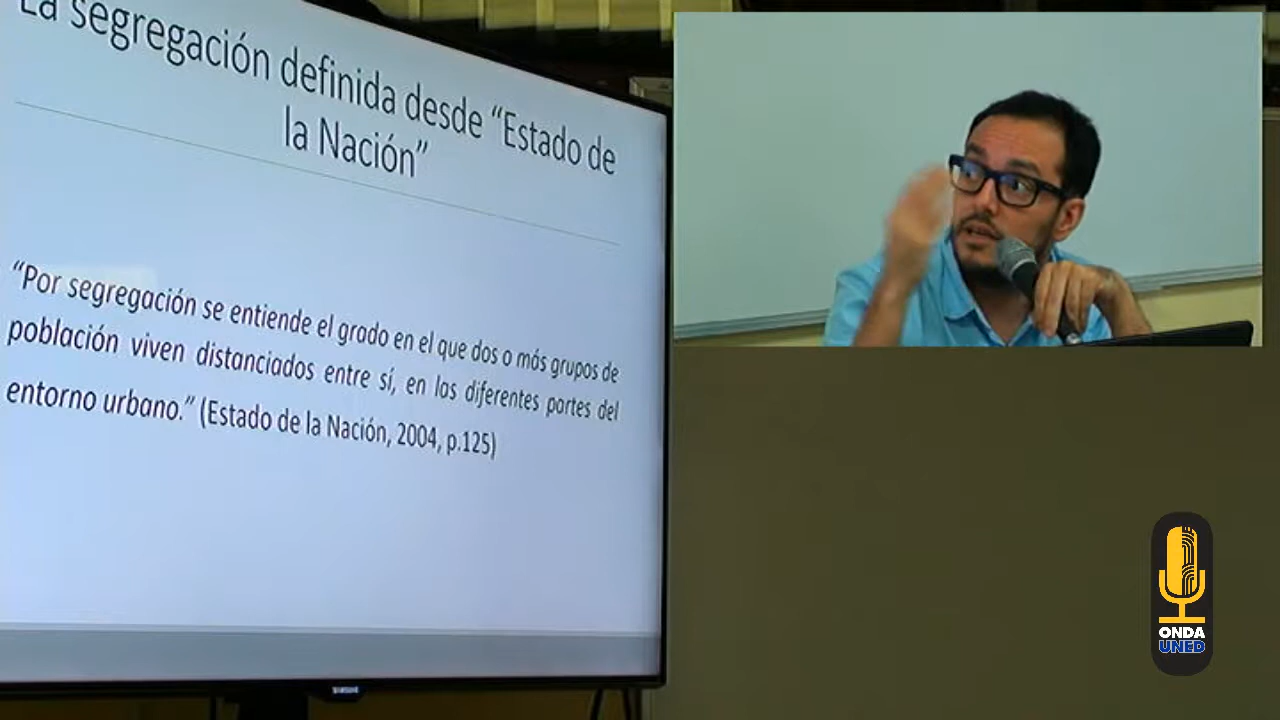 La segregación definida desde “Estado de
la Nación”
“Por segregación se entiende el grado en el que dos o más grupos de
población viven distanciados entre sí, en los diferentes partes del
entorno urbano.” (Estado de la Nación, 2004, p.125)
SAMSUNG
ONDA
UNED